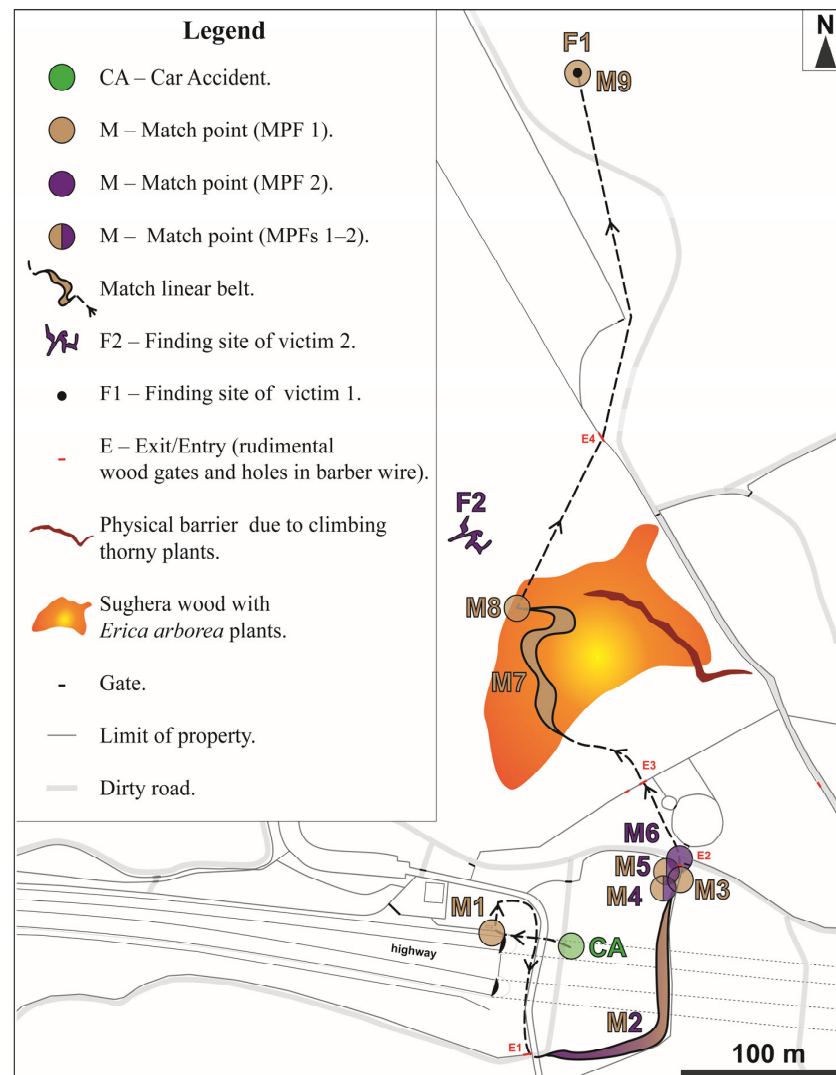 Legend
CA – Car Accident.
M – Match point (MPF 1).
M – Match point (MPF 2).
M – Match point (MPFs 1–2).
Match linear belt.
F2 – Finding site of victim 2.
F1 – Finding site of victim 1.
E – Exit/Entry (rudimental
wood gates and holes in barber wire).
Physical barrier due to climbing
thorny plants.
Sughera wood with
Erica arborea plants.
Gate.
Limit of property.
Dirty road.
N
F1
M9
E4
F2
M8
M7
E3
M6
E2
M5
M3
M4
M1
highway
CA
M2
E1
100 m